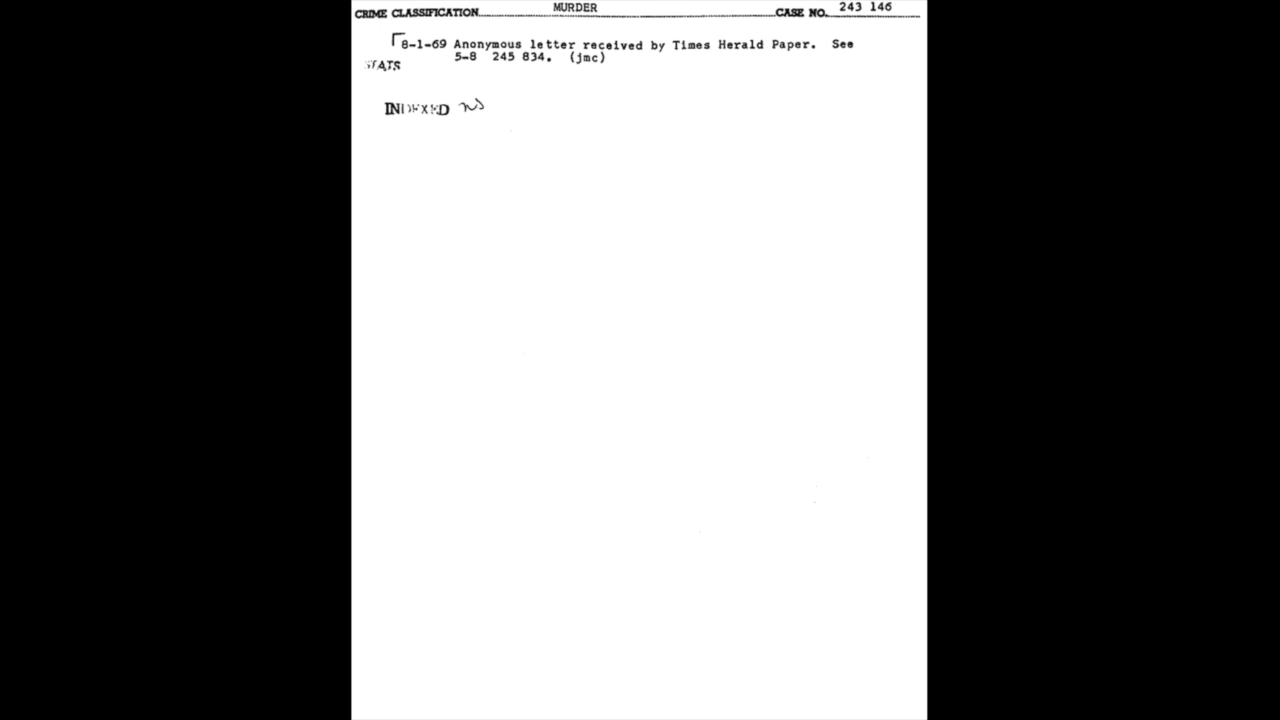 CRIME CLASSIFICATION MURDER CASE NO. 243 146
8-1-69 Anonymous letter received by Times Herald Paper. See
5-8 245 834. (jmc)
STATS
INDEXED